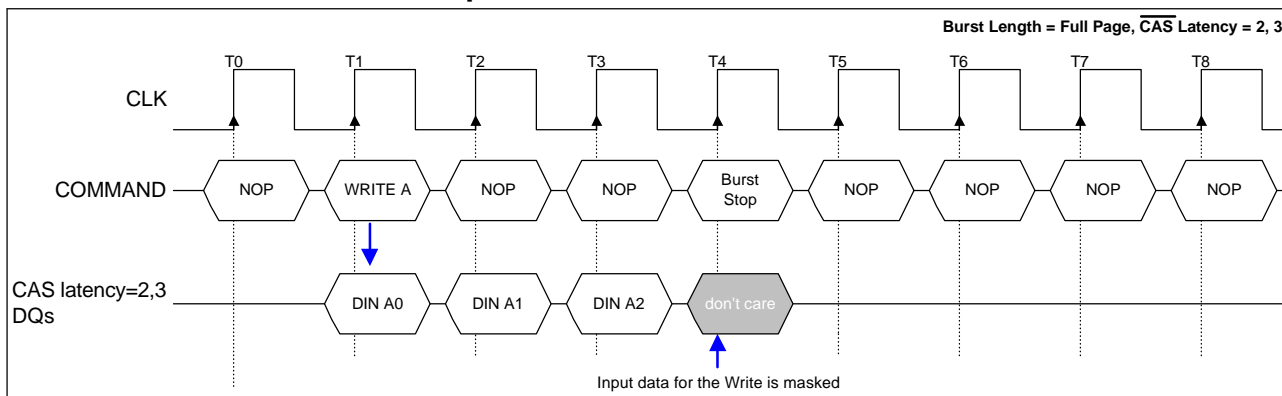 Burst Length = Full Page, CAS Latency = 2, 3
T0 T1 T2 T3 T4 T5 T6 T7 T8
CLK
COMMAND NOP WRITE A NOP NOP Burst Stop NOP NOP NOP NOP
CAS latency=2,3
DQs
DIN A0 DIN A1 DIN A2 don't care
Input data for the Write is masked